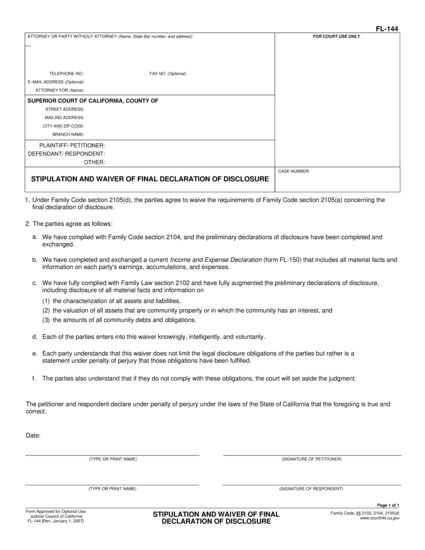 FL-144
ATTORNEY OR PARTY WITHOUT ATTORNEY (Name, State Bar number, and address):
FOR COURT USE ONLY
TELEPHONE NO.: FAX NO. (Optional):
E-MAIL ADDRESS (Optional):
ATTORNEY FOR (Name):
SUPERIOR COURT OF CALIFORNIA, COUNTY OF
STREET ADDRESS:
MAILING ADDRESS:
CITY AND ZIP CODE:
BRANCH NAME:
PLAINTIFF/ PETITIONER:
DEFENDANT/ RESPONDENT:
OTHER:
STIPULATION AND WAIVER OF FINAL DECLARATION OF DISCLOSURE
CASE NUMBER:
1. Under Family Code section 2105(d), the parties agree to waive the requirements of Family Code section 2105(a) concerning the
final declaration of disclosure.
2. The parties agree as follows:
a. We have complied with Family Code section 2104, and the preliminary declarations of disclosure have been completed and
exchanged.
b. We have completed and exchanged a current Income and Expense Declaration (form FL-150) that includes all material facts and
information on each party's earnings, accumulations, and expenses.
c. We have fully complied with Family Law section 2102 and have fully augmented the preliminary declarations of disclosure,
including disclosure of all material facts and information on
(1) the characterization of all assets and liabilities,
(2) the valuation of all assets that are community property or in which the community has an interest, and
(3) the amounts of all community debts and obligations.
d. Each of the parties enters into this waiver knowingly, intelligently, and voluntarily.
e. Each party understands that this waiver does not limit the legal disclosure obligations of the parties but rather is a
statement under penalty of perjury that those obligations have been fulfilled.
f. The parties also understand that if they do not comply with these obligations, the court will set aside the judgment.
The petitioner and respondent declare under penalty of perjury under the laws of the State of California that the foregoing is true and
correct.
Date:
(TYPE OR PRINT NAME) (SIGNATURE OF PETITIONER)
(TYPE OR PRINT NAME) (SIGNATURE OF RESPONDENT)
Page 1 of 1
Form Approved for Optional Use
Judicial Council of California
FL-144 [Rev. January 1, 2007]
STIPULATION AND WAIVER OF FINAL
DECLARATION OF DISCLOSURE
Family Code, §§ 2102, 2104, 2105(d)
www.courtinfo.ca.gov